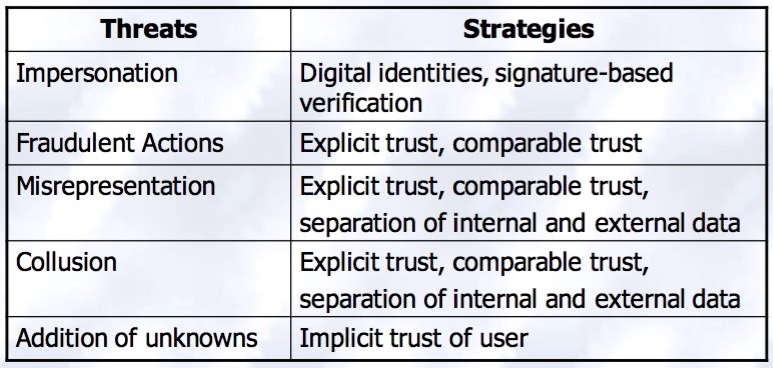 Threats
Strategies
Impersonation
Digital identities, signature-based
verification
Fraudulent Actions
Explicit trust, comparable trust
Misrepresentation
Explicit trust, comparable trust,
separation of internal and external data
Collusion
Explicit trust, comparable trust,
separation of internal and external data
Addition of unknowns
Implicit trust of user